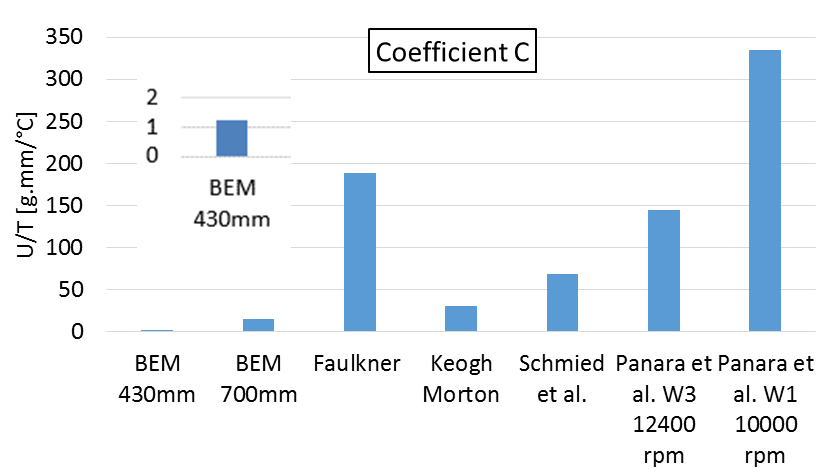 Coefficient C
U/T [g.mm/°C]
350
300
250
200
150
100
50
0
2
1
0
BEM
430mm
BEM
430mm
BEM
700mm
Faulkner
Keogh
Morton
Schmied
et al.
Panara et
al. W3
12400
rpm
Panara et
al. W1
10000
rpm